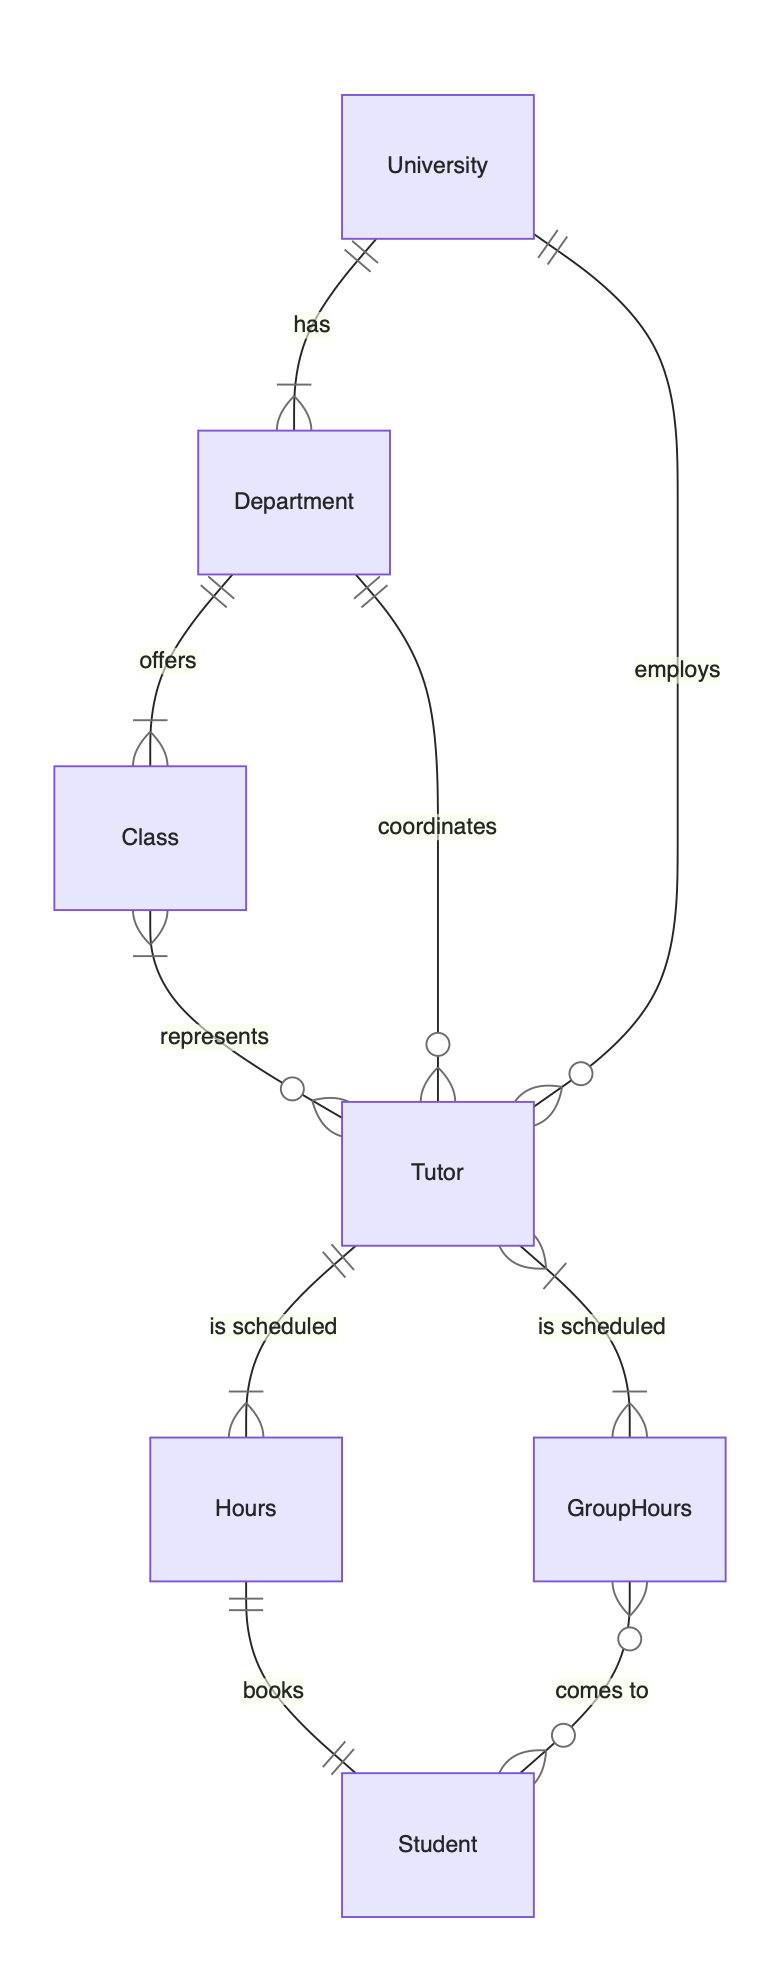 University
has
Department
offers
employs
Class
coordinates
represents
Tutor
is scheduled
is scheduled
Hours
GroupHours
books
comes to
Student